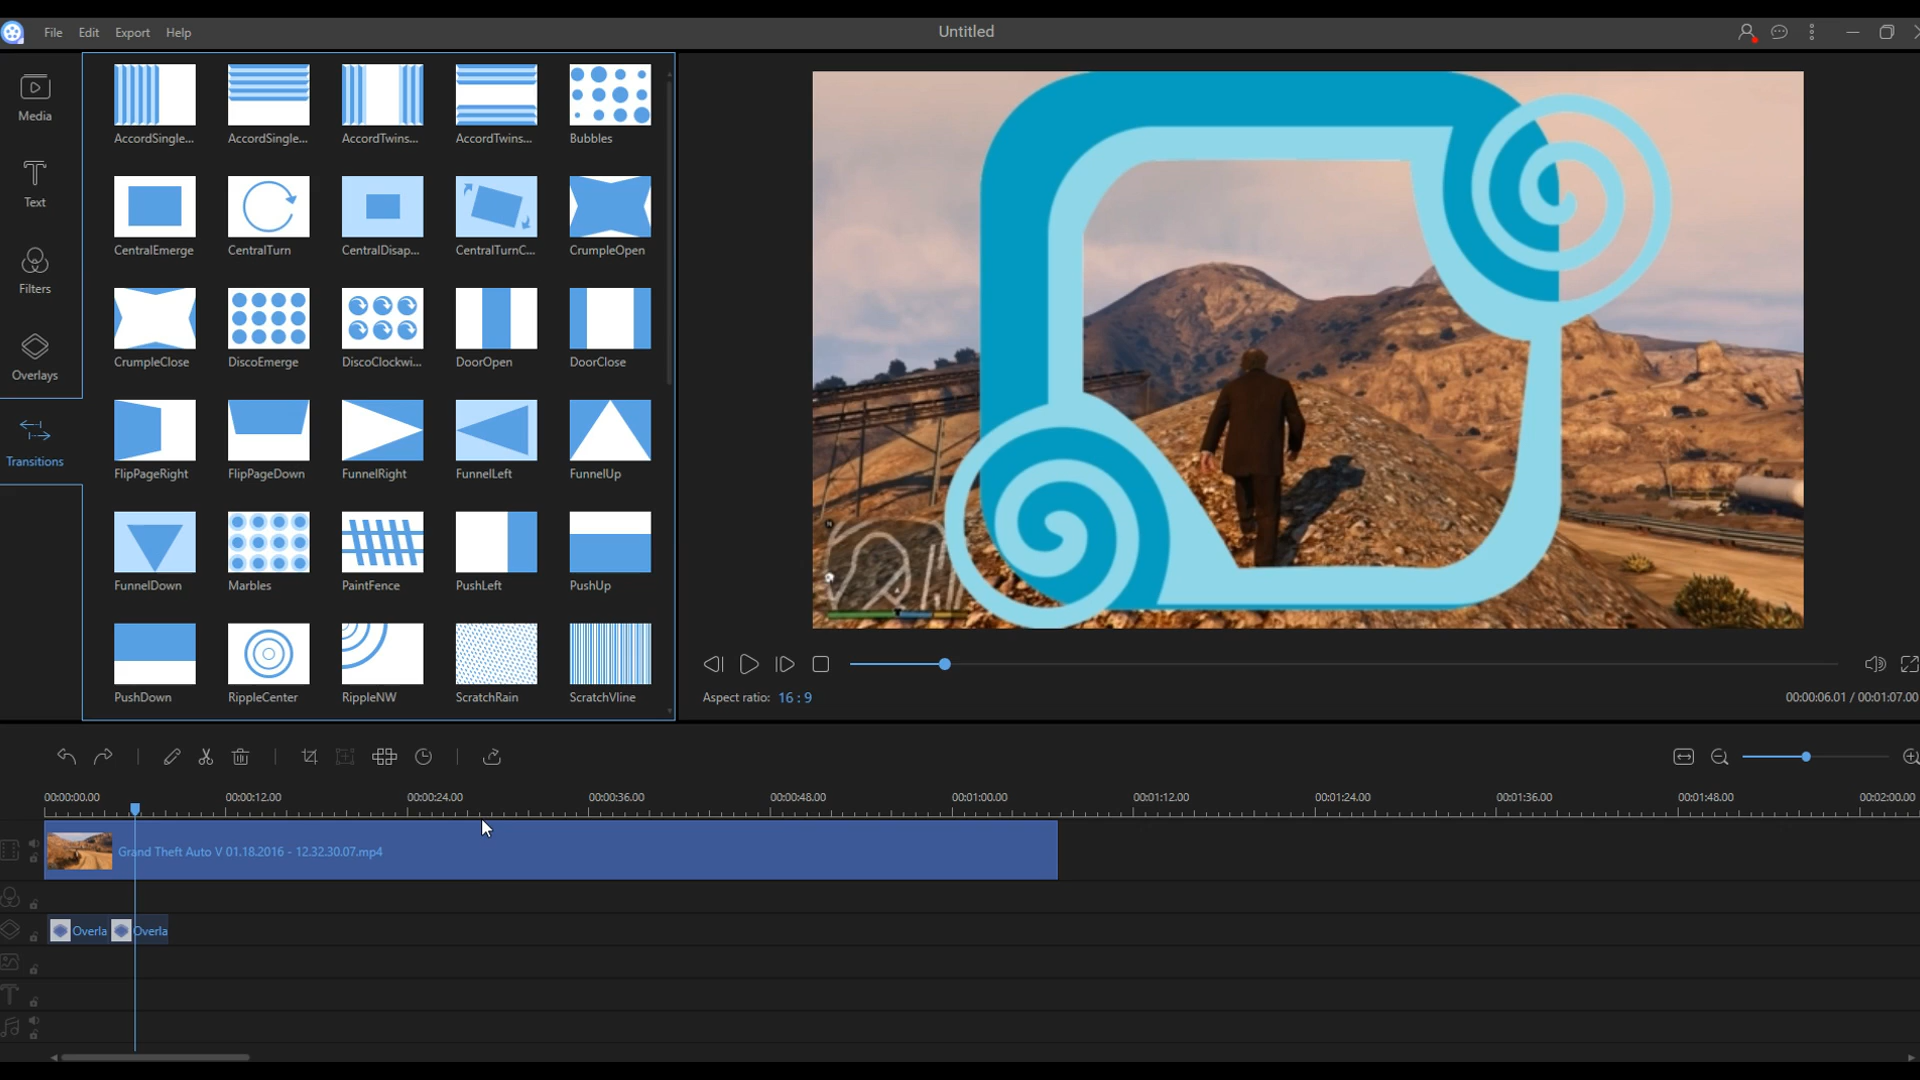 File Edit Export Help
Untitled
Media
Text
Filters
Overlays
Transitions
AccordSingle... AccordSingle... AccordTwins... AccordTwins... Bubbles
CentralEmerge CentralTurn CentralDisap... CentralTurnC... CrumpleOpen
CrumpleClose DiscoEmerge DiscoClockwi... DoorOpen DoorClose
FlipPageRight FlipPageDown FunnelRight FunnelLeft FunnelUp
FunnelDown Marbles PaintFence PushLeft PushUp
PushDown RippleCenter RippleNW ScratchRain ScratchVline
Aspect ratio: 16 : 9
00:00:06.01 / 00:01:07.00
00:00:00.00 00:00:12.00 00:00:24.00 00:00:36.00 00:00:48.00 00:01:00.00 00:01:12.00 00:01:24.00 00:01:36.00 00:01:48.00 00:02:00.00
Grand Theft Auto V 01.18.2016 - 12.32.30.07.mp4
Overla Overla